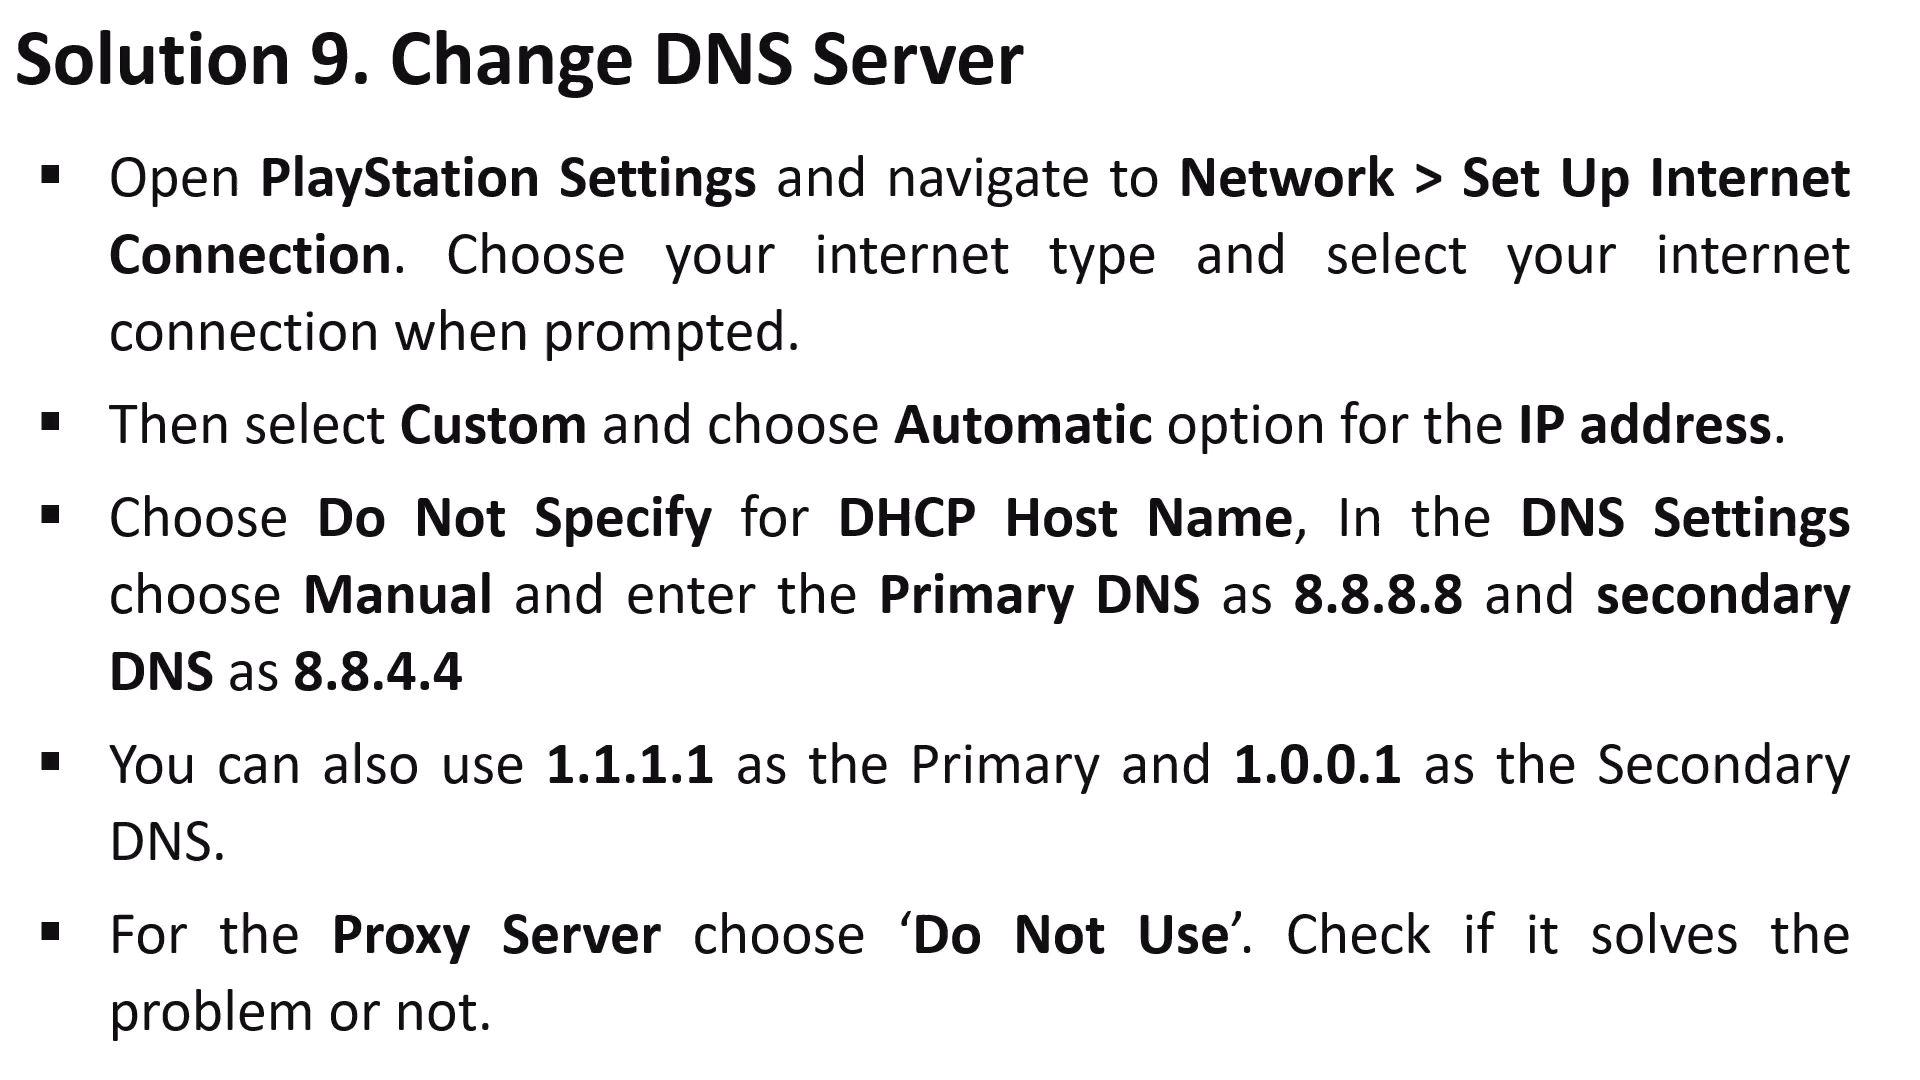 Solution 9. Change DNS Server
▪ Open PlayStation Settings and navigate to Network > Set Up Internet
Connection. Choose your internet type and select your internet
connection when prompted.
▪ Then select Custom and choose Automatic option for the IP address.
▪ Choose Do Not Specify for DHCP Host Name, In the DNS Settings
choose Manual and enter the Primary DNS as 8.8.8.8 and secondary
DNS as 8.8.4.4
▪ You can also use 1.1.1.1 as the Primary and 1.0.0.1 as the Secondary
DNS.
▪ For the Proxy Server choose ‘Do Not Use’. Check if it solves the
problem or not.